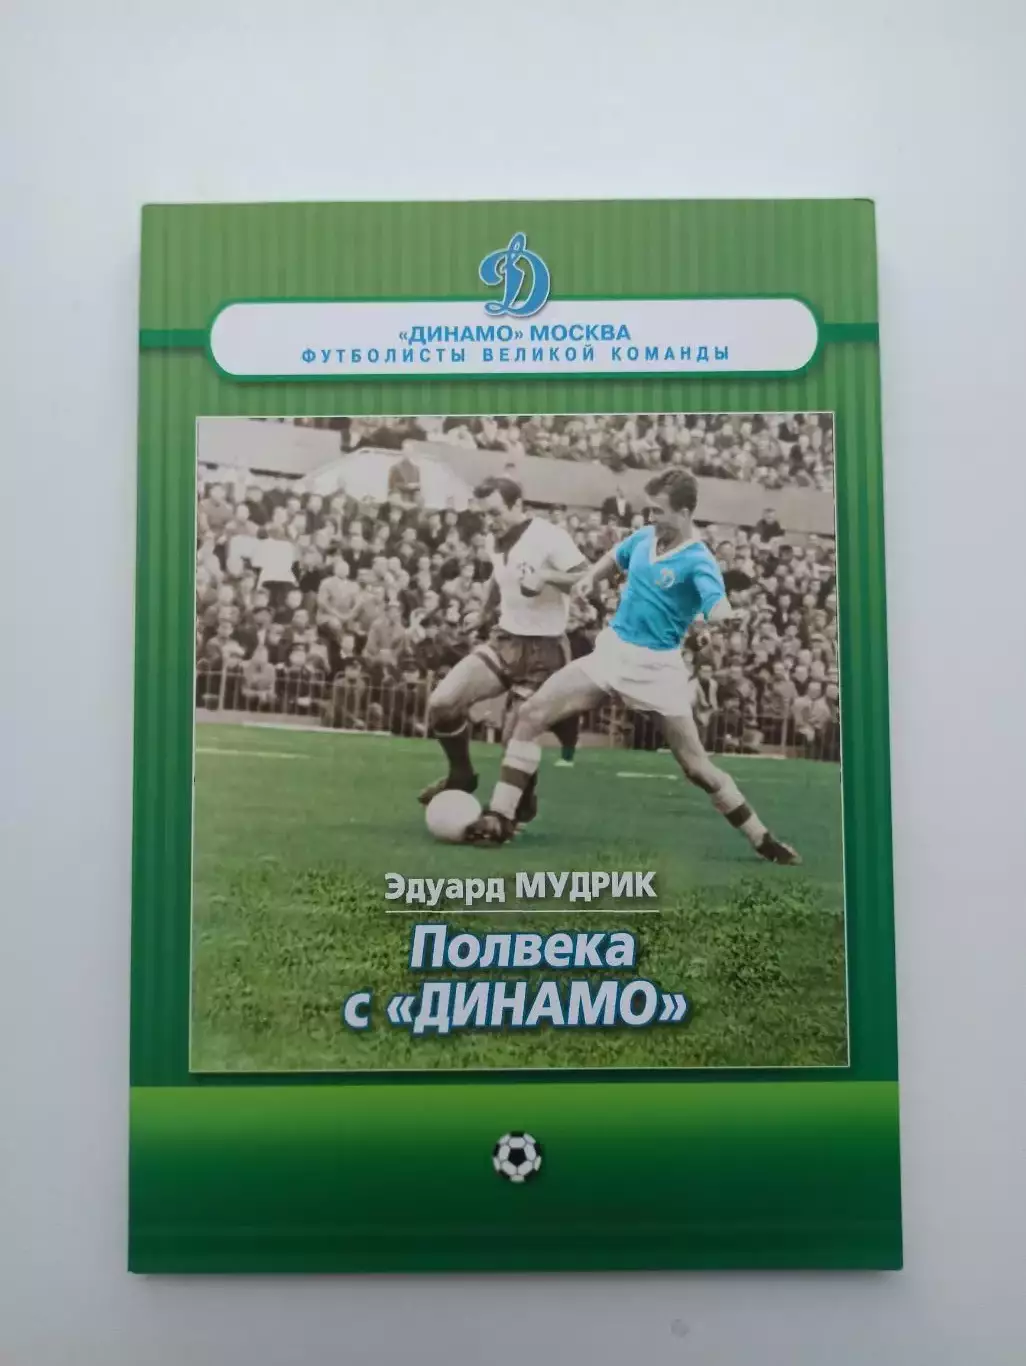 Д
«ДИНАМО» МОСКВА
ФУТБОЛИСТЫ ВЕЛИКОЙ КОМАНДЫ
Эдуард МУДРИК
Полвека
с «ДИНАМО»